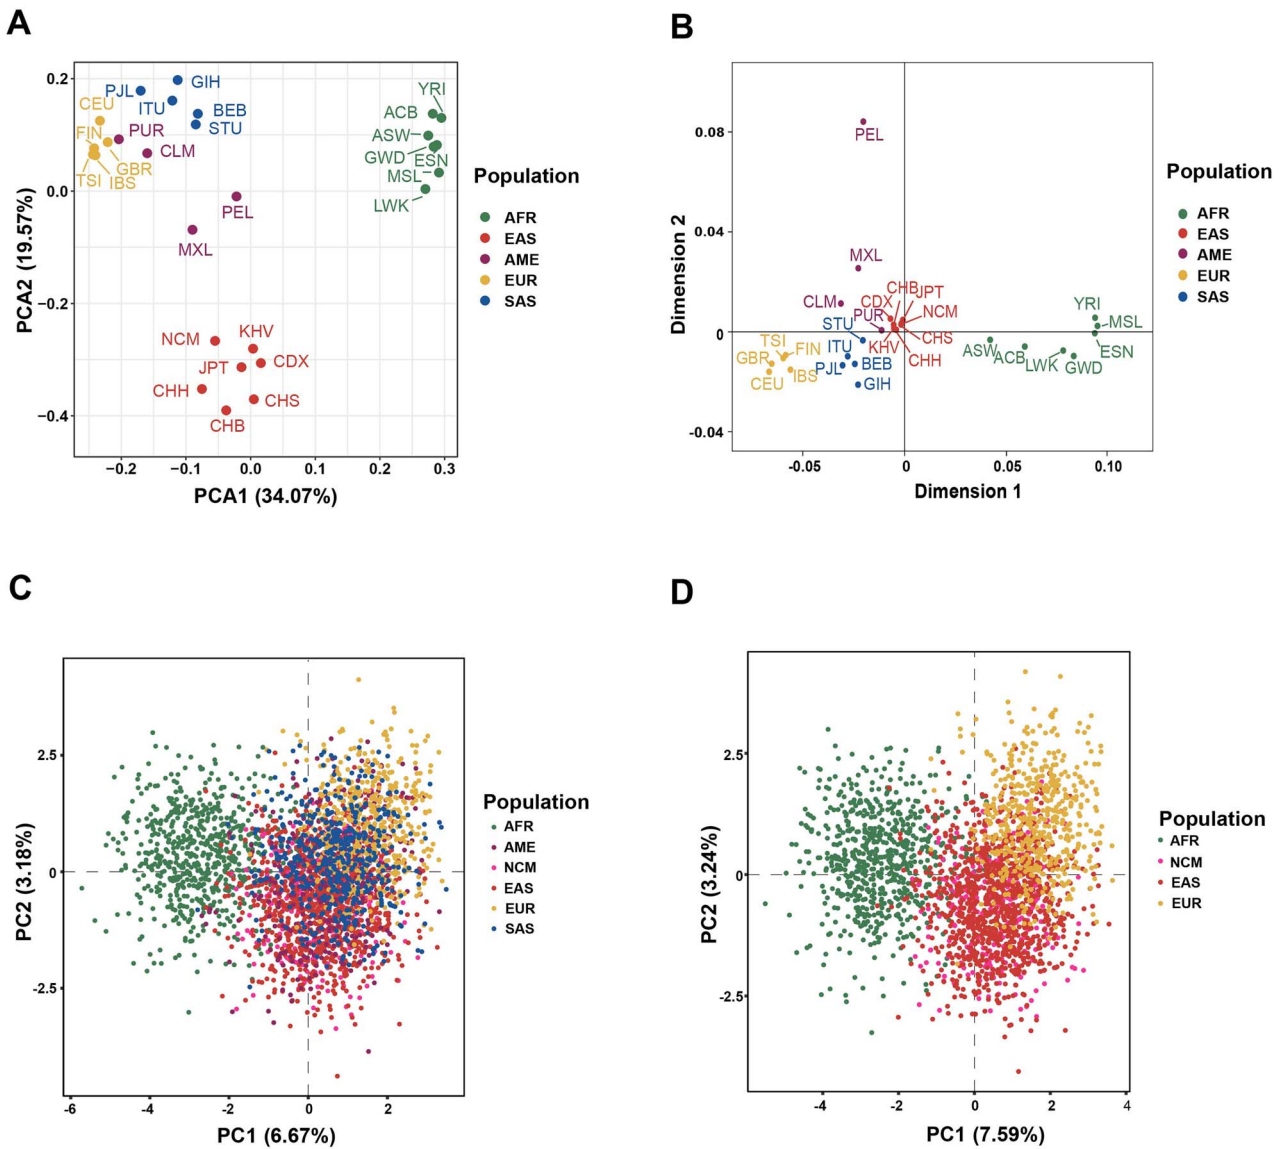 A
0.2
0.0
−0.2
−0.4
−0.2
−0.1
0.0
0.1
0.2
0.3
PCA2 (19.57%)
PCA1 (34.07%)
GIH
PJL
ITU
BEB
STU
CEU
FIN
PUR
CLM
GBR
TSI
IBS
YRI
ACB
ASW
GWD
ESN
MSL
LWK
PEL
MXL
NCM
KHV
JPT
CDX
CHH
CHS
CHB
Population
AFR
EAS
AME
EUR
SAS
B
0.08
0.04
0
-0.04
-0.05
0
0.05
0.10
Dimension 2
Dimension 1
PEL
MXL
CLM
PUR
CDX
CHB
JPT
NCM
STU
KHV
CHS
CHH
ITU
PJL
BEB
GIH
TSI
FIN
GBR
CEU
IBS
YRI
MSL
ESN
ASW
ACB
LWK
GWD
Population
AFR
EAS
AME
EUR
SAS
C
2.5
0
-2.5
-6
-4
-2
0
2
PC2 (3.18%)
PC1 (6.67%)
Population
AFR
AME
NCM
EAS
EUR
SAS
D
2.5
0
-2.5
-4
-2
0
2
4
PC2 (3.24%)
PC1 (7.59%)
Population
AFR
NCM
EAS
EUR